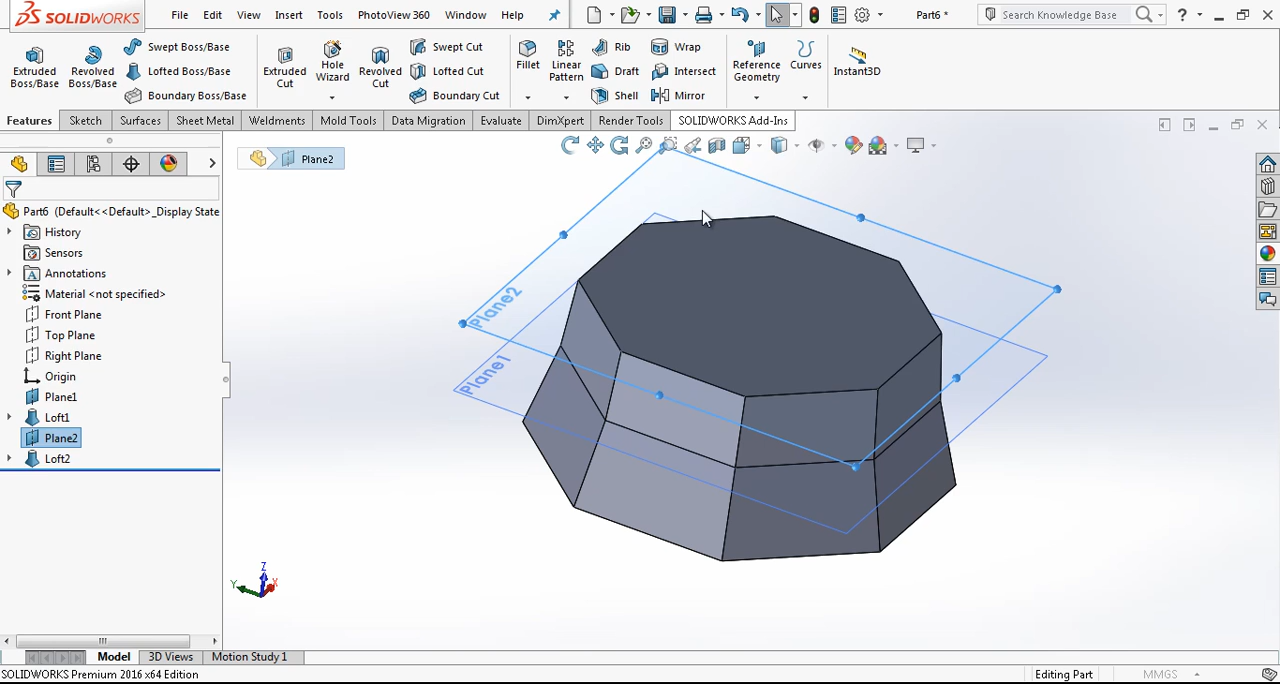 SOLIDWORKS File Edit View Insert Tools PhotoView 360 Window Help Part6 * Search Knowledge Base ?
Extruded Boss/Base
Revolved Boss/Base
Swept Boss/Base
Lofted Boss/Base
Boundary Boss/Base
Extruded Cut
Hole Wizard
Revolved Cut
Swept Cut
Lofted Cut
Boundary Cut
Fillet
Linear Pattern
Rib
Draft
Shell
Wrap
Intersect
Mirror
Reference Geometry
Curves
Instant3D
Features Sketch Surfaces Sheet Metal Weldments Mold Tools Data Migration Evaluate DimXpert Render Tools SOLIDWORKS Add-Ins
Plane2
Part6 (Default<<Default>_Display State
History
Sensors
Annotations
Material <not specified>
Front Plane
Top Plane
Right Plane
Origin
Plane1
Loft1
Plane2
Loft2
Plane2
Plane1
Z
Y
X
Model 3D Views Motion Study 1
SOLIDWORKS Premium 2016 x64 Edition Editing Part MMGS